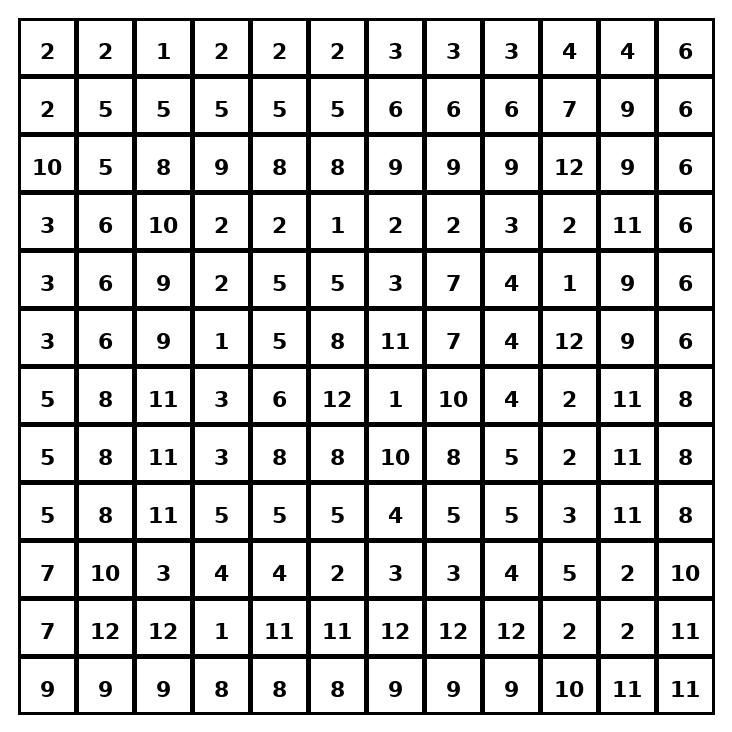 2 2 1 2 2 2 3 3 3 4 4 6
2 5 5 5 5 5 6 6 6 7 9 6
10 5 8 9 8 8 9 9 9 12 9 6
3 6 10 2 2 1 2 2 3 2 11 6
3 6 9 2 5 5 3 7 4 1 9 6
3 6 9 1 5 8 11 7 4 12 9 6
5 8 11 3 6 12 1 10 4 2 11 8
5 8 11 3 8 8 10 8 5 2 11 8
5 8 11 5 5 5 4 5 5 3 11 8
7 10 3 4 4 2 3 3 4 5 2 10
7 12 12 1 11 11 12 12 12 2 2 11
9 9 9 8 8 8 9 9 9 10 11 11